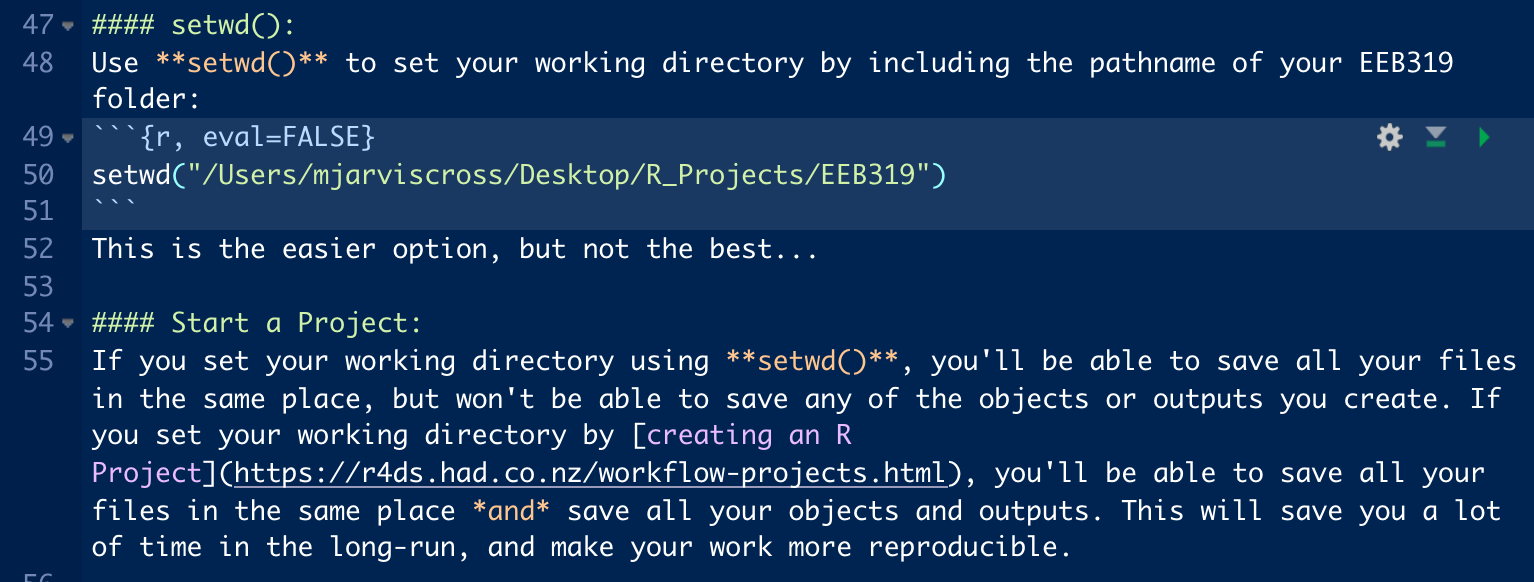 47 #### setwd():
48 Use **setwd()** to set your working directory by including the pathname of your EEB319
folder:
49 ```{r, eval=FALSE}
50 setwd("/Users/mjarviscross/Desktop/R_Projects/EEB319")
51 ```
52 This is the easier option, but not the best...
53
54 #### Start a Project:
55 If you set your working directory using **setwd()**, you'll be able to save all your files
in the same place, but won't be able to save any of the objects or outputs you create. If
you set your working directory by [creating an R
Project](https://r4ds.had.co.nz/workflow-projects.html), you'll be able to save all your
files in the same place *and* save all your objects and outputs. This will save you a lot
of time in the long-run, and make your work more reproducible.
56